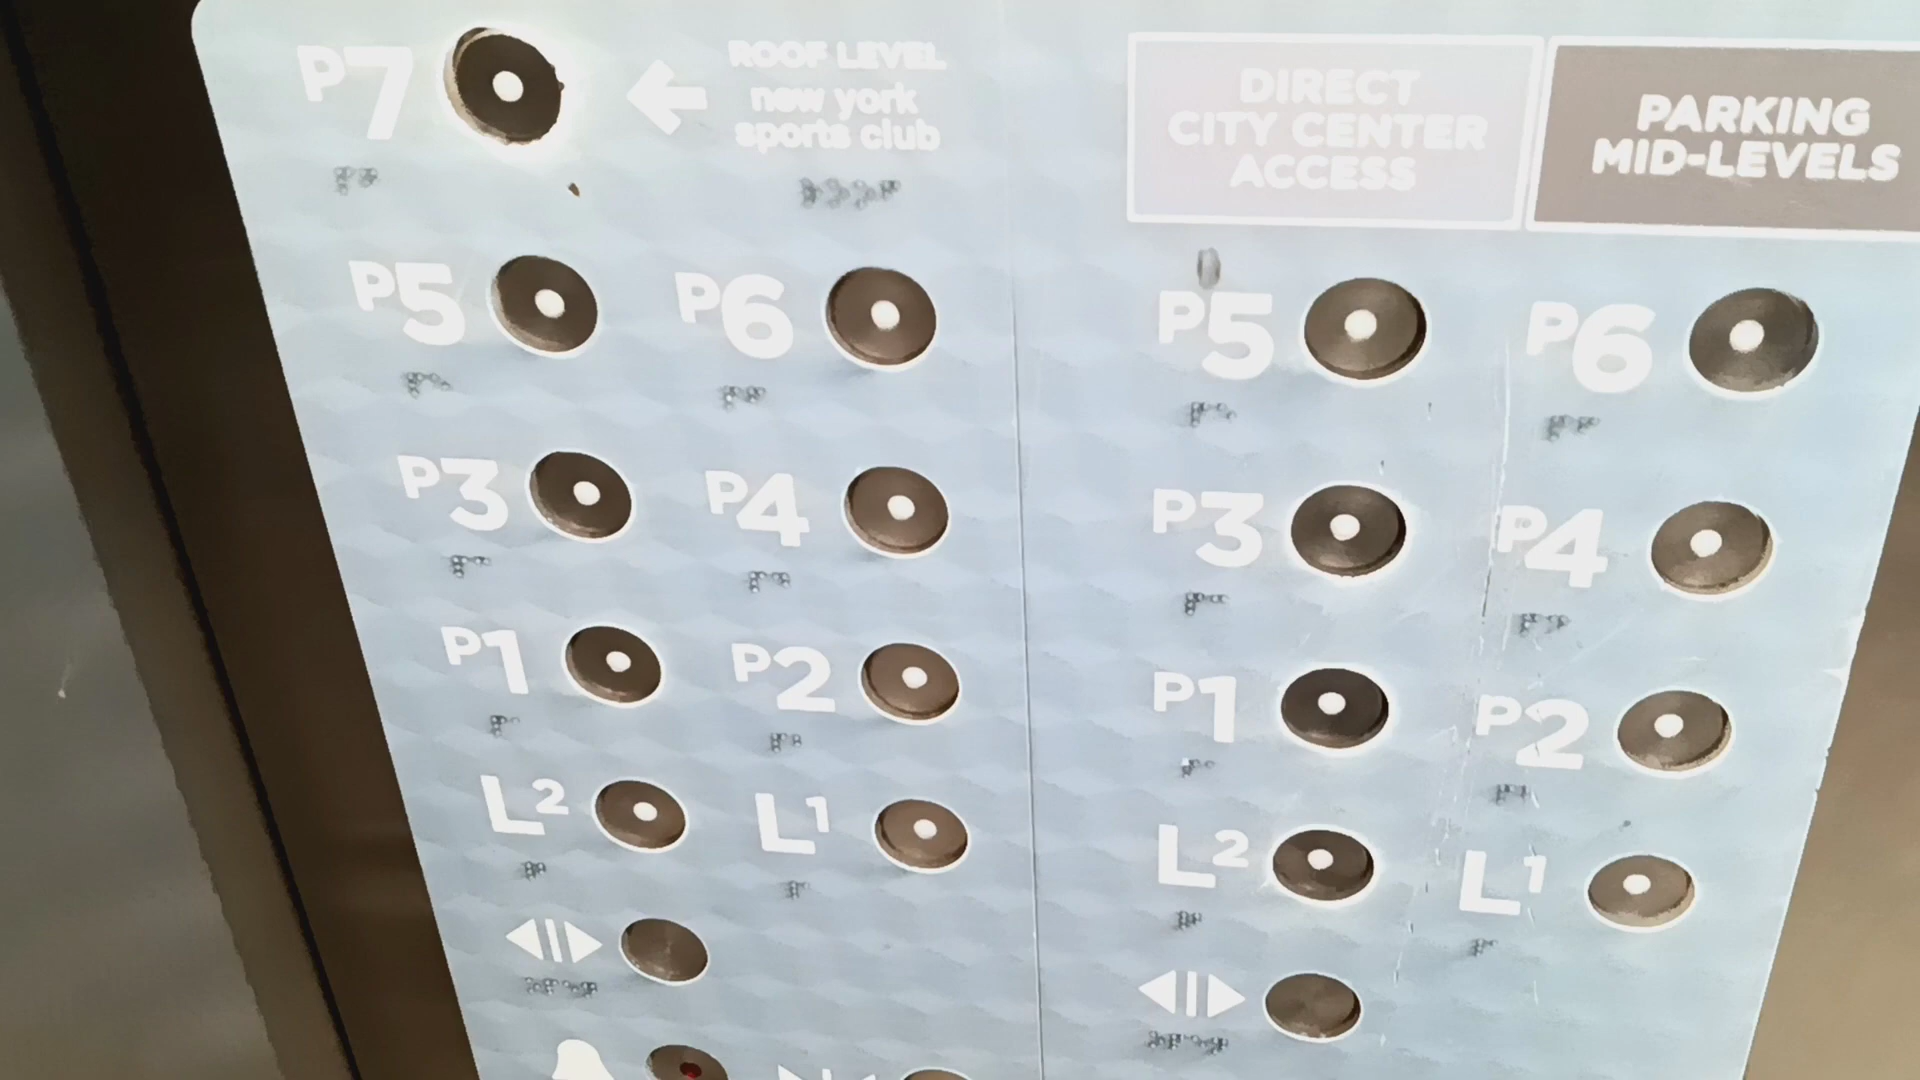 P7
ROOF LEVEL
new york
sports club
DIRECT
CITY CENTER
ACCESS
PARKING
MID-LEVELS
P5 P6 P5 P6
P3 P4 P3 P4
P1 P2 P1 P2
L2 L1 L2 L1